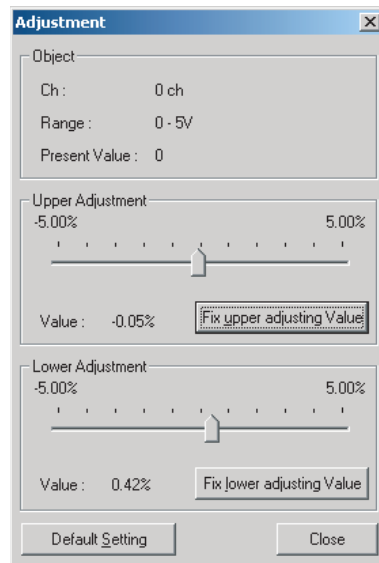 Adjustment
Object
Ch : 0 ch
Range : 0 - 5V
Present Value : 0
Upper Adjustment
-5.00% 5.00%
Value : -0.05% Fix upper adjusting Value
Lower Adjustment
-5.00% 5.00%
Value : 0.42% Fix lower adjusting Value
Default Setting Close